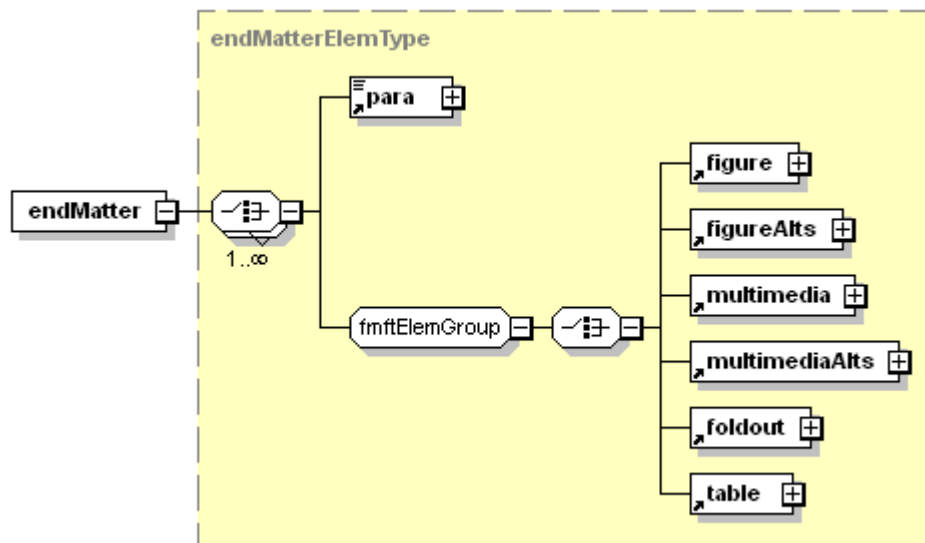 endMatterElemType
para
endMatter
1..∞
fmftElemGroup
figure
figureAlts
multimedia
multimediaAlts
foldout
table